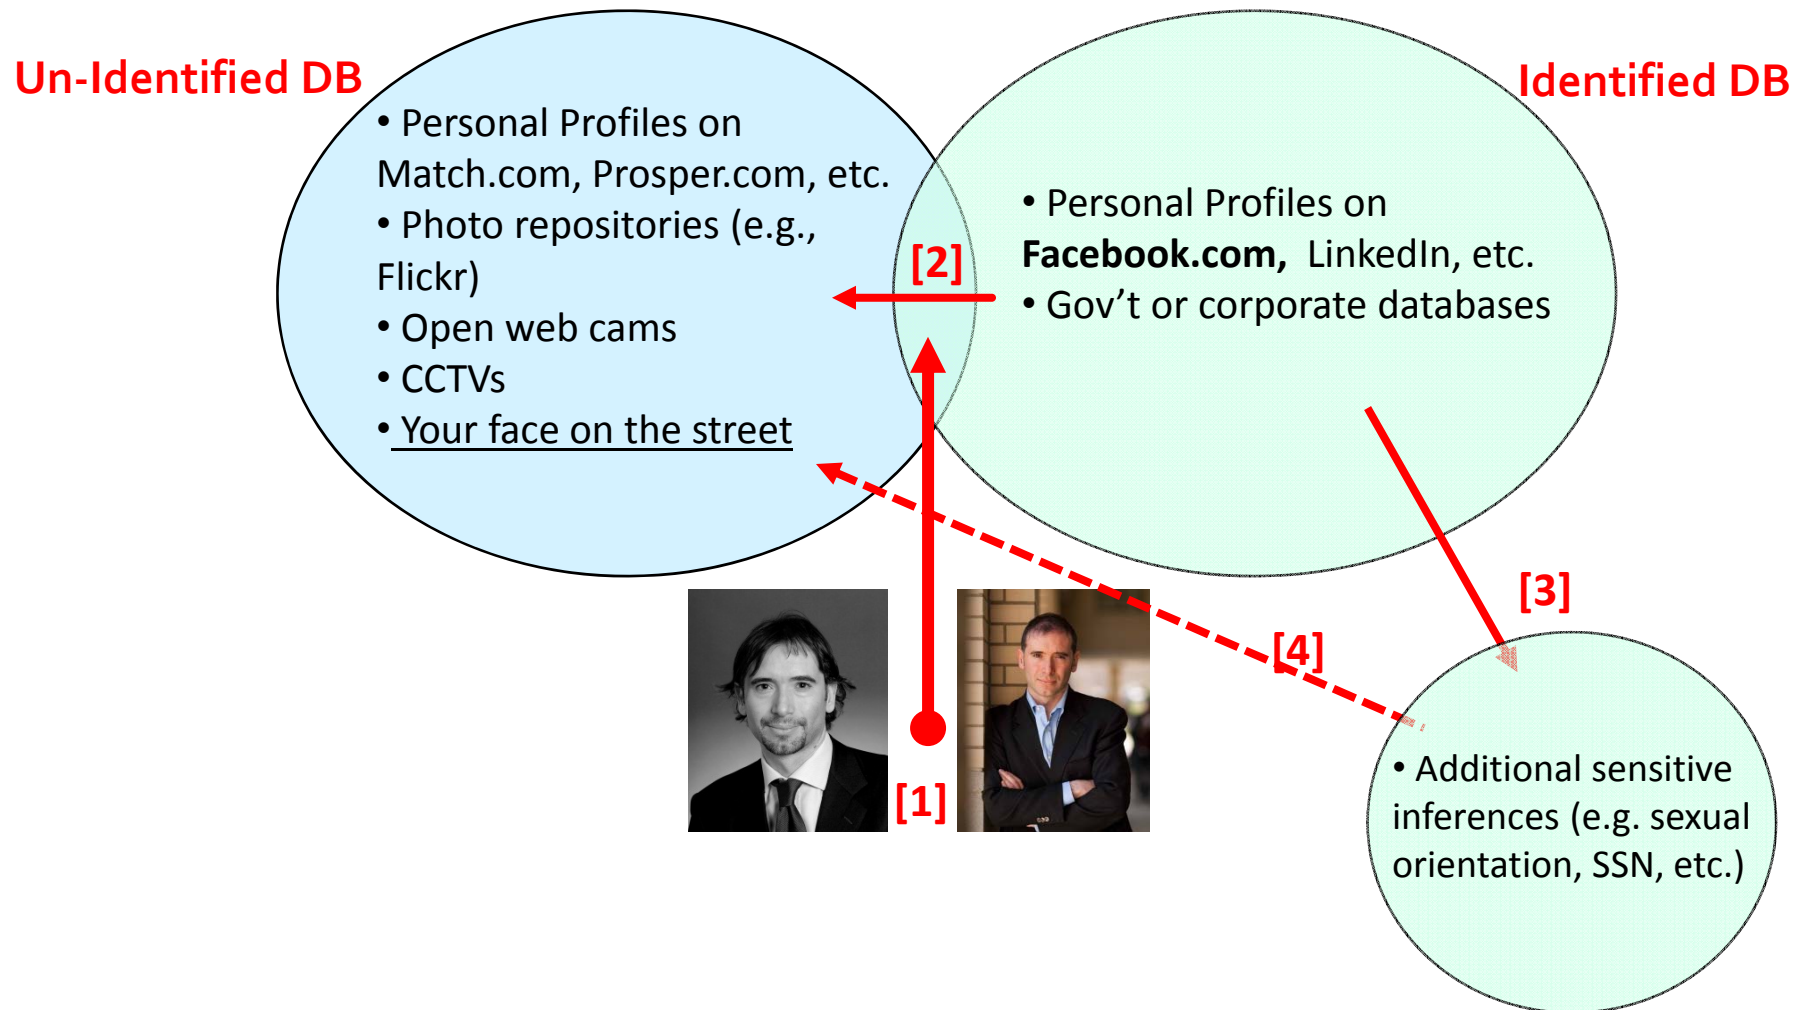 Un-Identified DB
• Personal Profiles on
Match.com, Prosper.com, etc.
• Photo repositories (e.g.,
Flickr)
• Open web cams
• CCTVs
• Your face on the street
Identified DB
• Personal Profiles on
Facebook.com, LinkedIn, etc.
• Gov’t or corporate databases
[2]
[1]
[3]
[4]
• Additional sensitive
inferences (e.g. sexual
orientation, SSN, etc.)